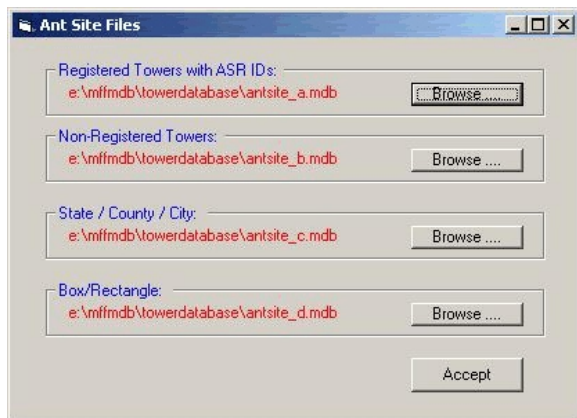 Ant Site Files
Registered Towers with ASR IDs:
e:\mffmdb\towerdatabase\antsite_a.mdb
Browse ....
Non-Registered Towers:
e:\mffmdb\towerdatabase\antsite_b.mdb
Browse ....
State / County / City:
e:\mffmdb\towerdatabase\antsite_c.mdb
Browse ....
Box/Rectangle:
e:\mffmdb\towerdatabase\antsite_d.mdb
Browse ....
Accept